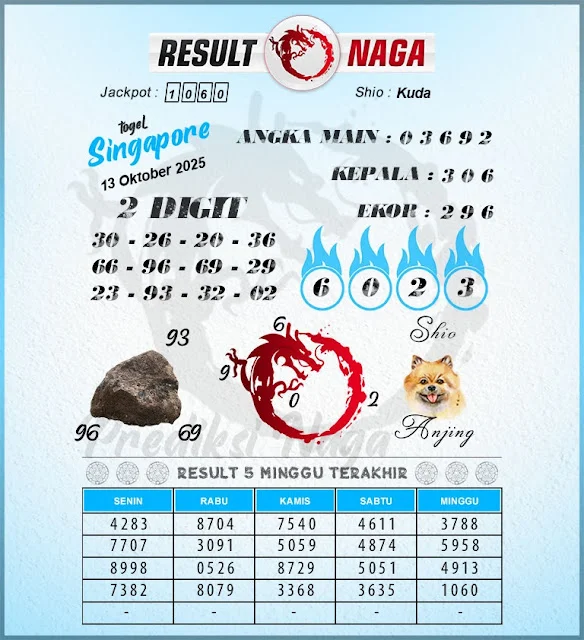 RESULT NAGA
Jackpot : 1060
Shio : Kuda
togel
Singapore
13 Oktober 2025
ANGKA MAIN : 0 3 6 9 2
KEPALA : 3 0 6
EKOR : 2 9 6
2 DIGIT
30 - 26 - 20 - 36
66 - 96 - 69 - 29
23 - 93 - 32 - 02
6 0 2 3
93
96
69
6
9
0
2
Shio
Anjing
Prediksi Naga
RESULT 5 MINGGU TERAKHIR
SENIN RABU KAMIS SABTU MINGGU
4283 8704 7540 4611 3788
7707 3091 5059 4874 5958
8998 0526 8729 5051 4913
7382 8079 3368 3635 1060
- - - - -